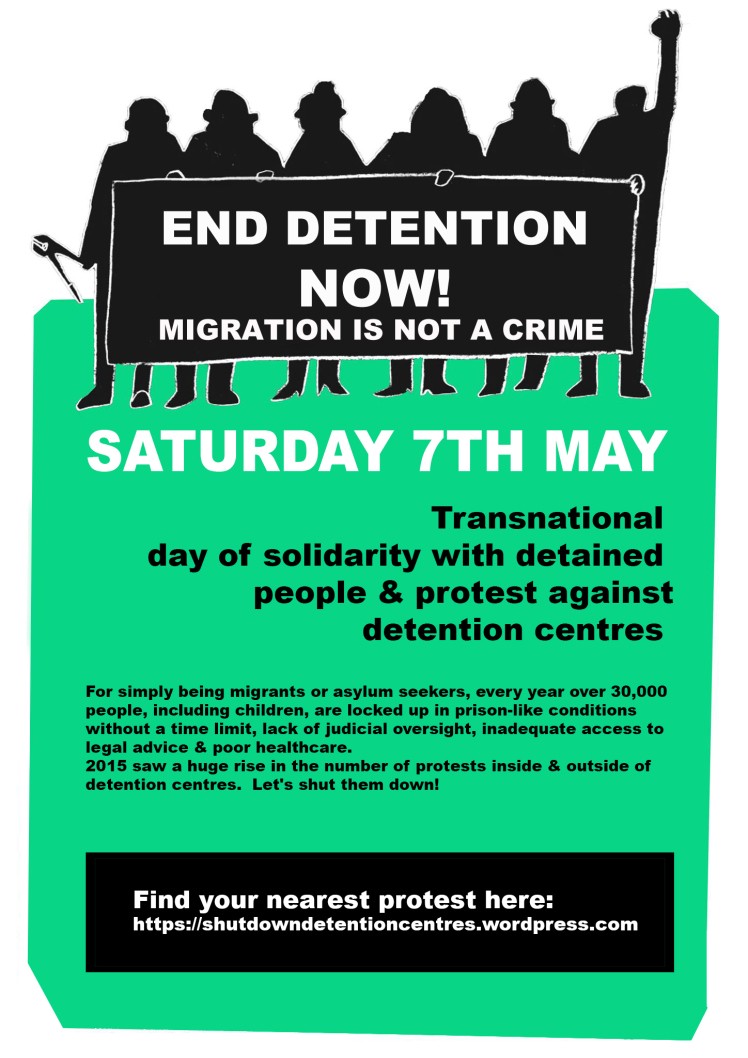 END DETENTION
NOW!
MIGRATION IS NOT A CRIME
SATURDAY 7TH MAY
Transnational
day of solidarity with detained
people & protest against
detention centres
For simply being migrants or asylum seekers, every year over 30,000
people, including children, are locked up in prison-like conditions
without a time limit, lack of judicial oversight, inadequate access to
legal advice & poor healthcare.
2015 saw a huge rise in the number of protests inside & outside of
detention centres.  Let's shut them down!
Find your nearest protest here:
https://shutdowndetentioncentres.wordpress.com